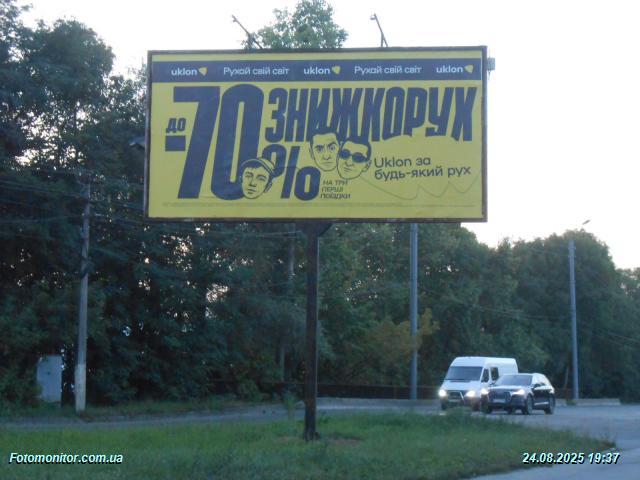 uklon Рухай свій світ uklon Рухай свій світ uklon
ЗНИЖКОРУХ
ДО -70%
НА ТРИ
ПЕРШІ
ПОЇЗДКИ
Uklon за
будь-який рух
Fotomonitor.com.ua
24.08.2025 19:37